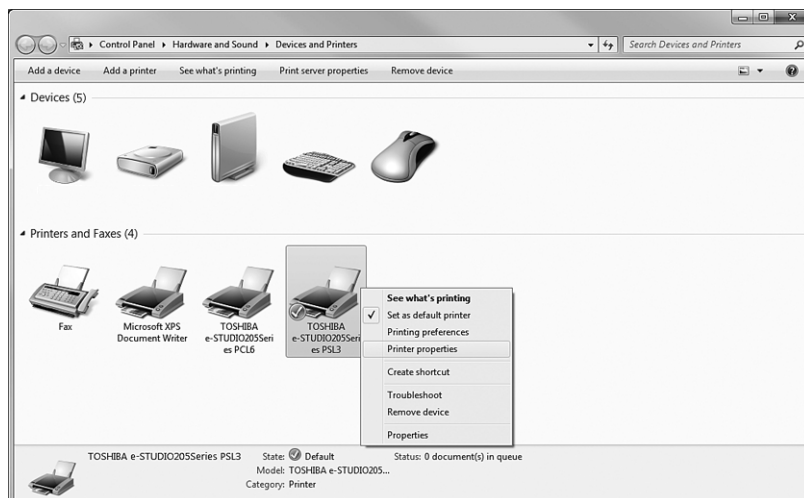 Control Panel ▸ Hardware and Sound ▸ Devices and Printers
Search Devices and Printers
Add a device Add a printer See what's printing Print server properties Remove device
Devices (5)
Printers and Faxes (4)
Fax
Microsoft XPS
Document Writer
TOSHIBA
e-STUDIO205Seri
es PCL6
TOSHIBA
e-STUDIO205Seri
es PSL3
See what's printing
Set as default printer
Printing preferences
Printer properties
Create shortcut
Troubleshoot
Remove device
Properties
TOSHIBA e-STUDIO205Series PSL3 State: Default Status: 0 document(s) in queue
Model: TOSHIBA e-STUDIO205...
Category: Printer